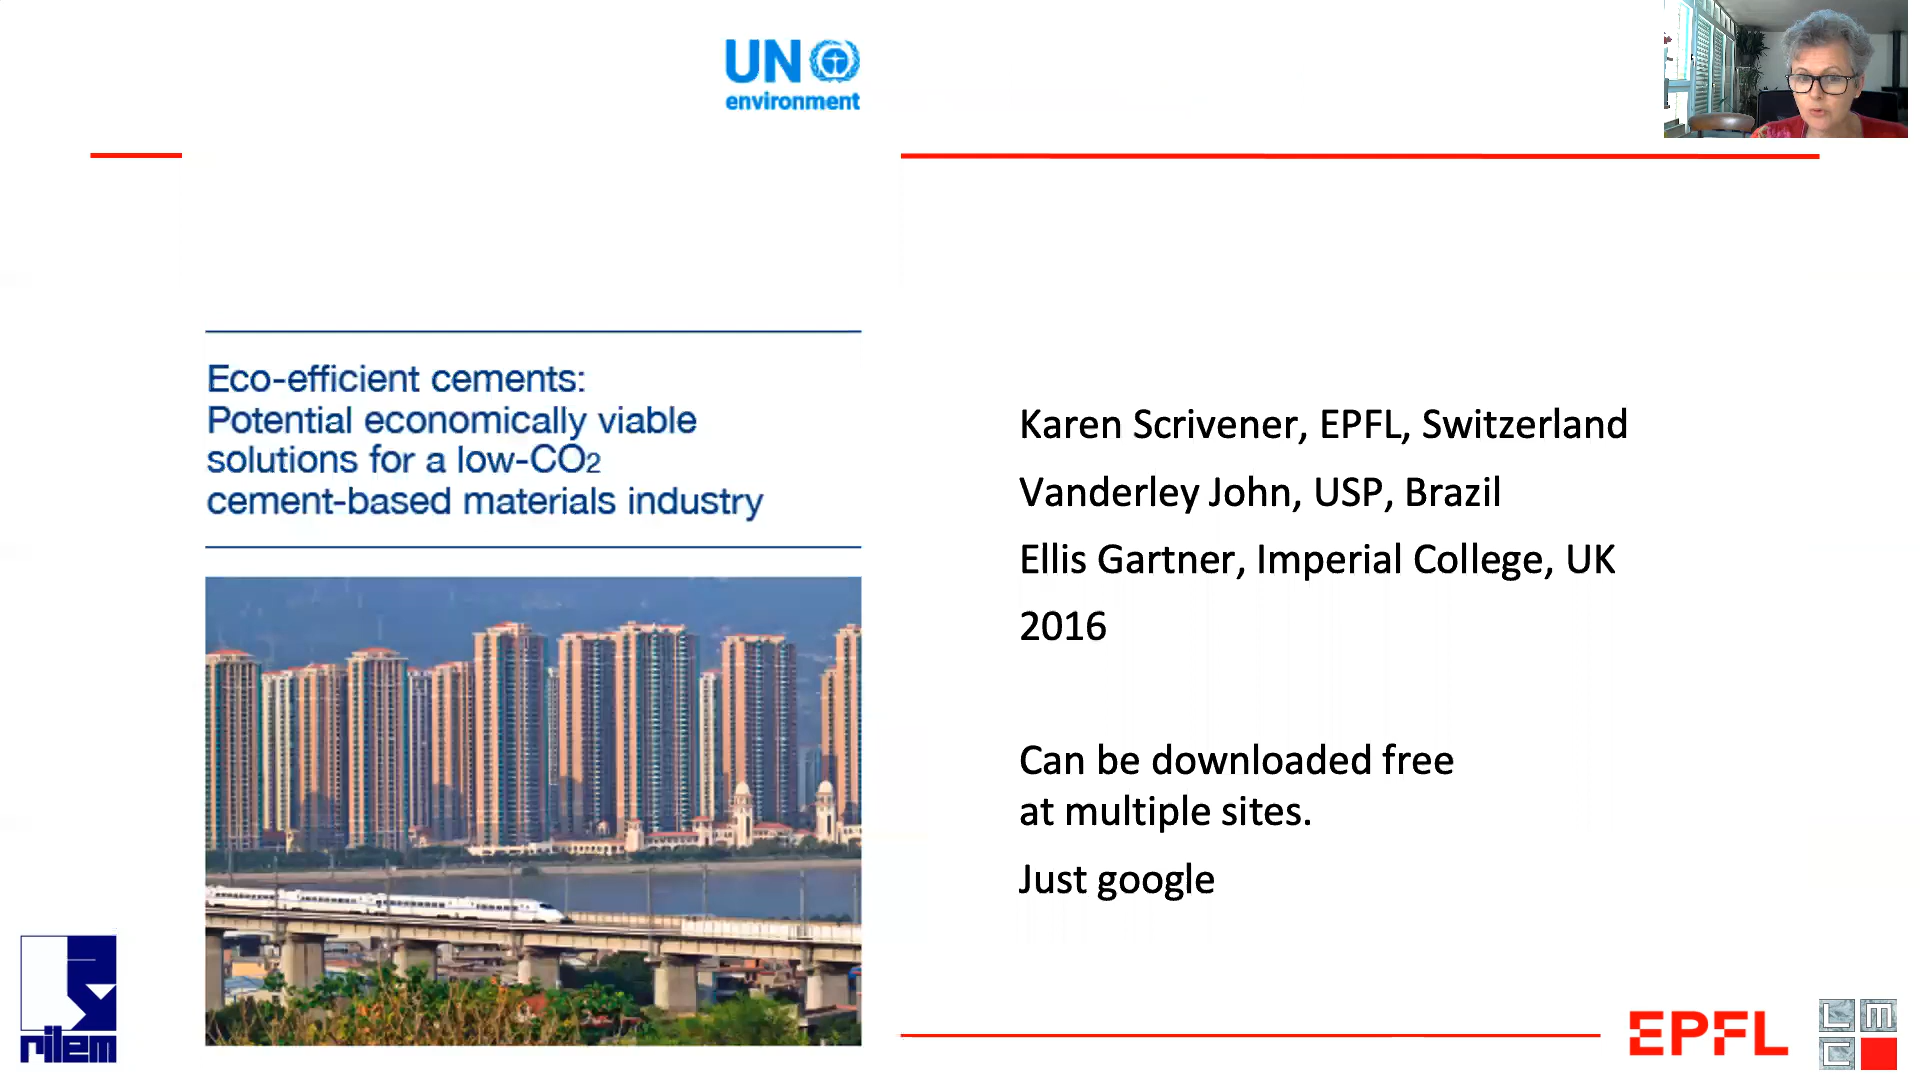 UN
environment
Eco-efficient cements:
Potential economically viable
solutions for a low-CO₂
cement-based materials industry
Karen Scrivener, EPFL, Switzerland
Vanderley John, USP, Brazil
Ellis Gartner, Imperial College, UK
2016
Can be downloaded free
at multiple sites.
Just google
rilem
EPFL
L M
C